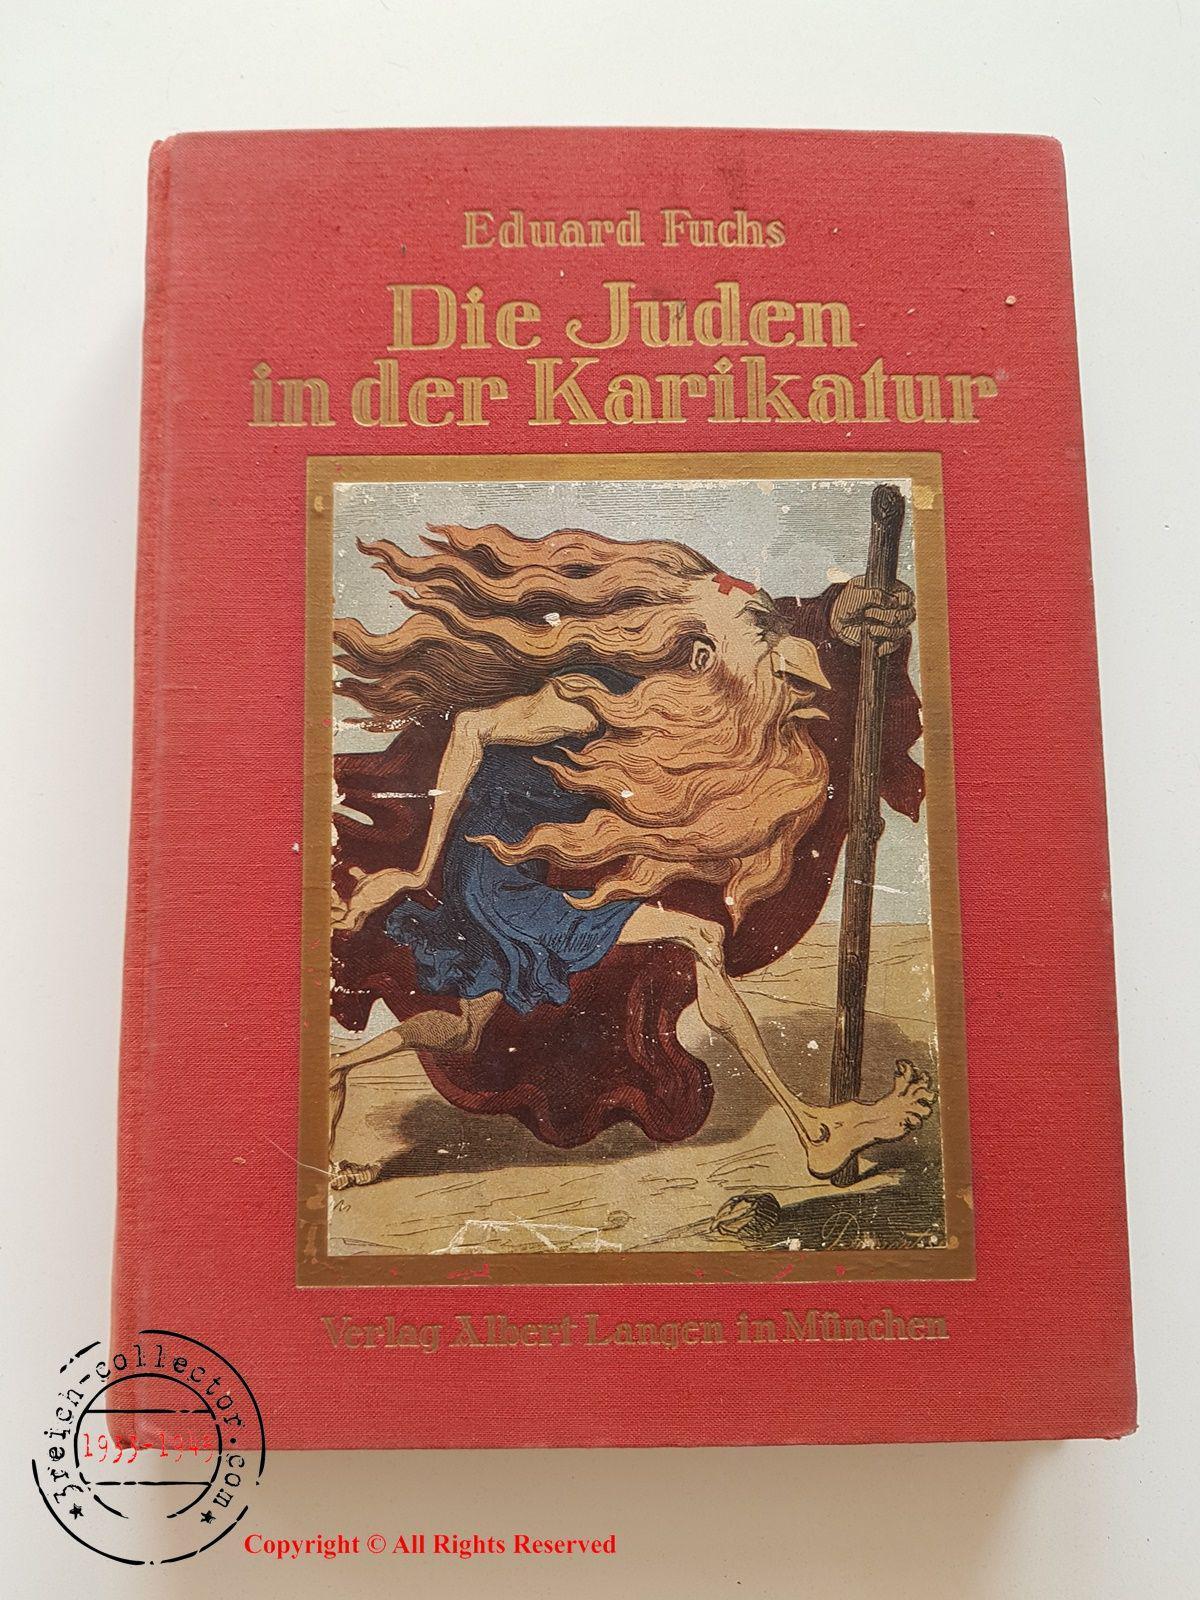 Eduard Fuchs
Die Juden
in der Karikatur
Verlag Albert Langen in München
3reich-collector.com
1933-1945
Copyright © All Rights Reserved